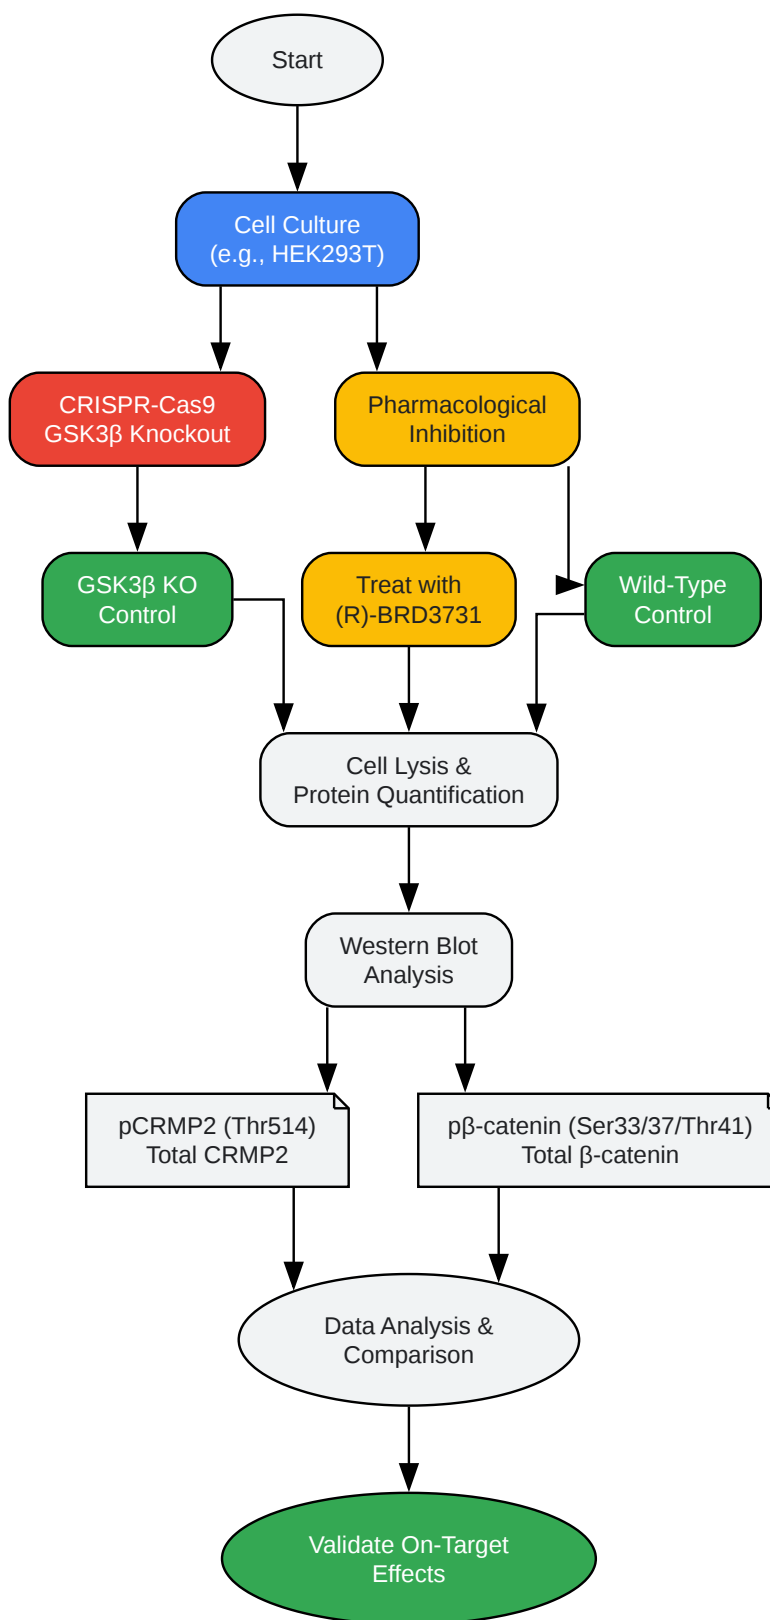 Start
Cell Culture
(e.g., HEK293T)
CRISPR-Cas9
GSK3β Knockout
Pharmacological
Inhibition
GSK3β KO
Control
Treat with
(R)-BRD3731
Wild-Type
Control
Cell Lysis &
Protein Quantification
Western Blot
Analysis
pCRMP2 (Thr514)
Total CRMP2
pβ-catenin (Ser33/37/Thr41)
Total β-catenin
Data Analysis &
Comparison
Validate On-Target
Effects